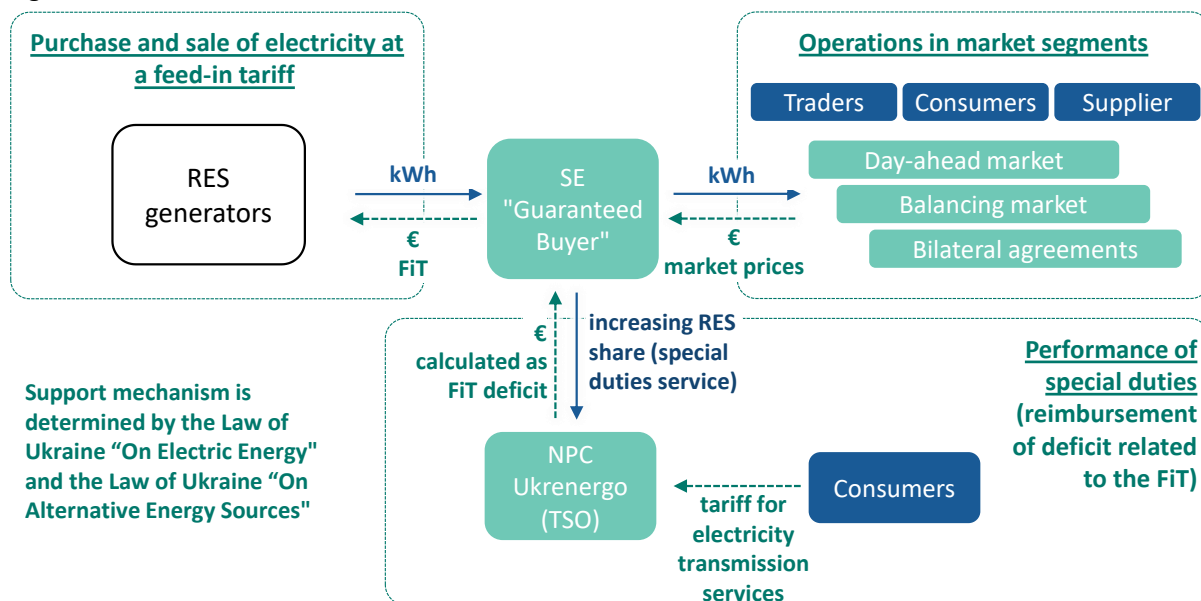 Purchase and sale of electricity at
a feed-in tariff
RES
generators
kWh
€
FiT
SE
"Guaranteed
Buyer"
kWh
€
market prices
Operations in market segments
Traders
Consumers
Supplier
Day-ahead market
Balancing market
Bilateral agreements
€
calculated as
FiT deficit
increasing RES
share (special
duties service)
Performance of
special duties
(reimbursement
of deficit related
to the FiT)
Support mechanism is
determined by the Law of
Ukraine “On Electric Energy"
and the Law of Ukraine “On
Alternative Energy Sources"
NPC
Ukrenergo
(TSO)
tariff for
electricity
transmission
services
Consumers